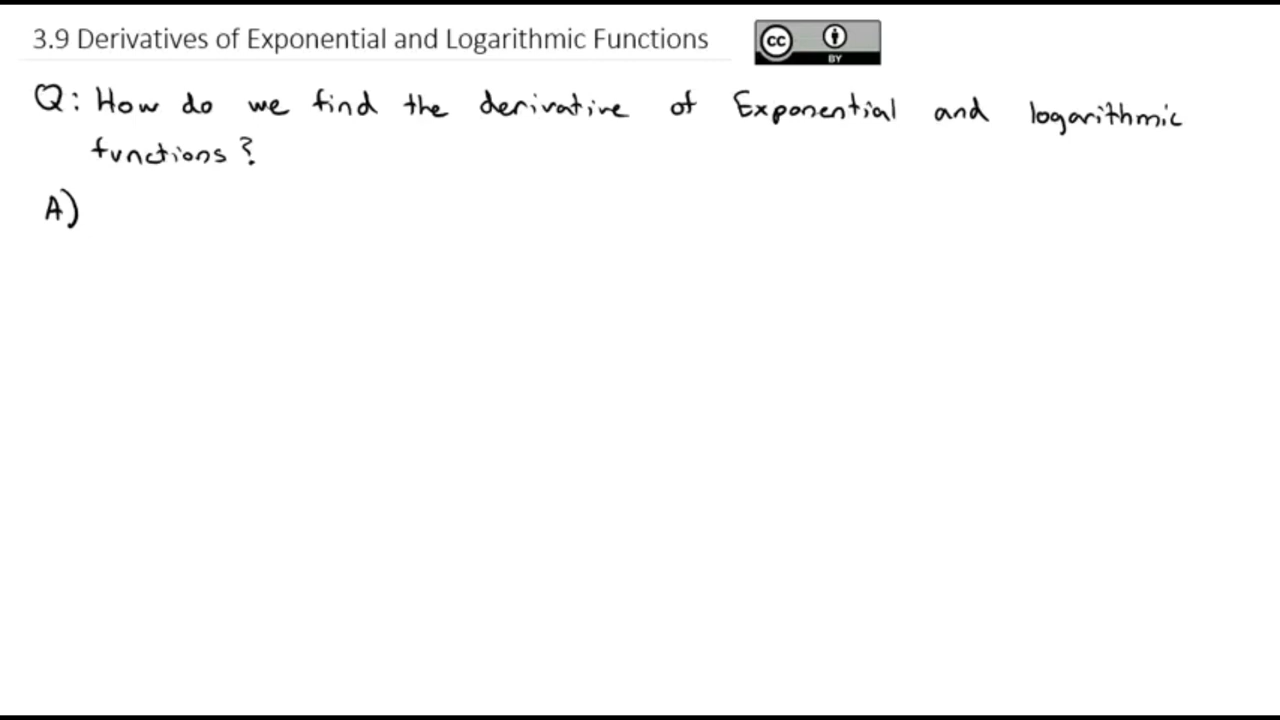 3.9 Derivatives of Exponential and Logarithmic Functions
cc BY
Q: How do we find the derivative of Exponential and logarithmic
functions?
A)